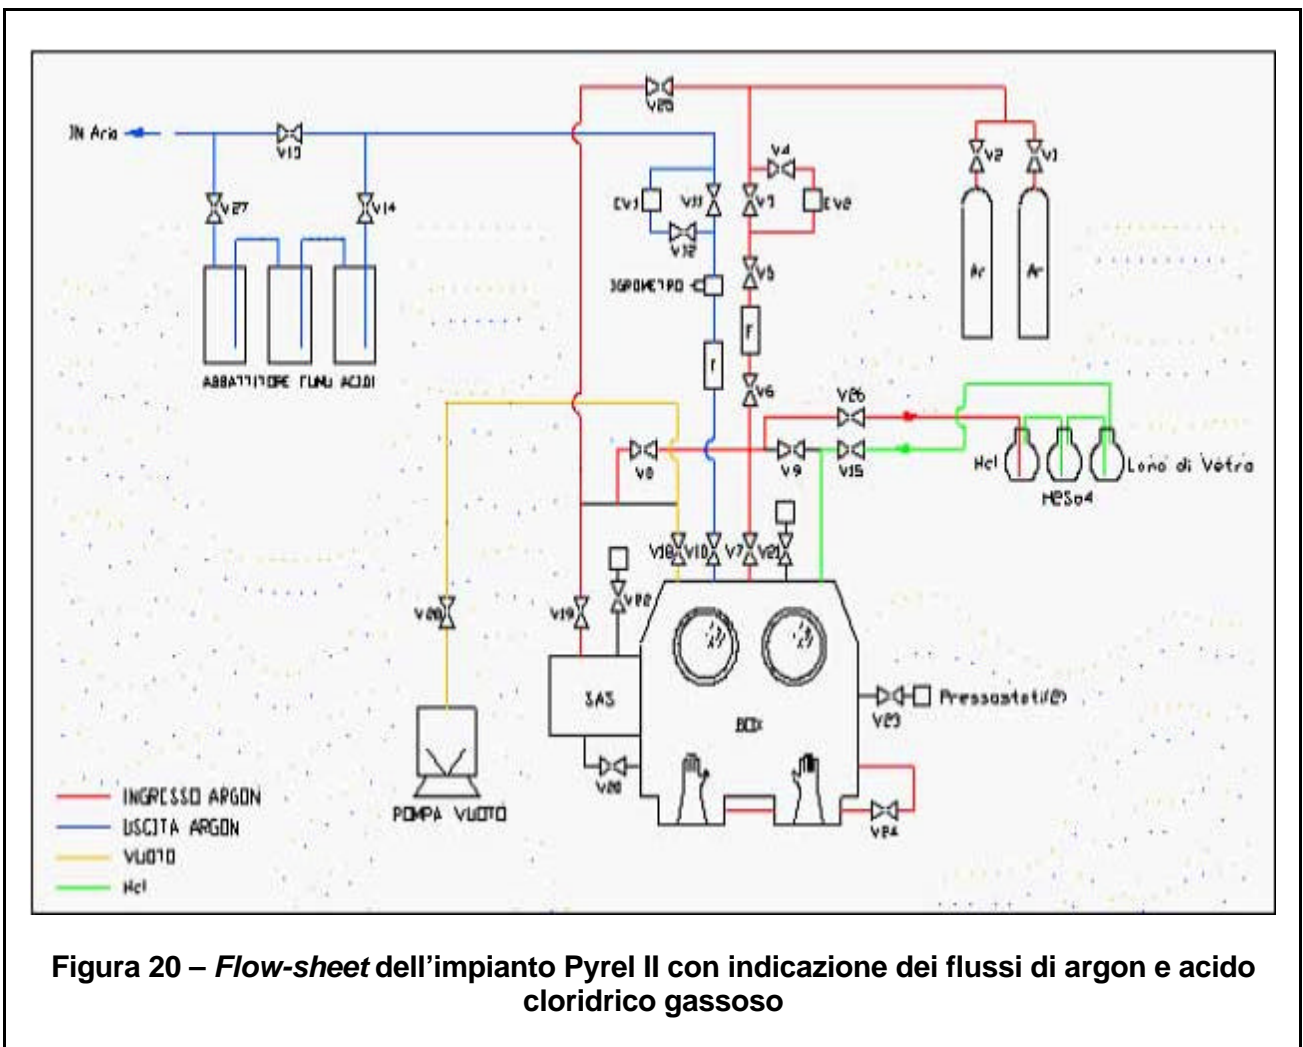 IN Aria
V13
V27
V14
EV1
V11
V12
V4
V3
EV2
V5
IGROMETRO
F
F
V6
V25
V2
V1
Ar
Ar
ABBATTITORE FUMI ACIDI
V26
V8
V9
V15
Hcl
H2So4
Lana di Vetro
V18
V10
V7
V21
V22
V19
V28
SAS
BOX
Pressostati(2)
V23
V20
V24
POMPA VUOTO
INGRESSO ARGON
USCITA ARGON
VUOTO
Hcl
Figura 20 – Flow-sheet dell’impianto Pyrel II con indicazione dei flussi di argon e acido
cloridrico gassoso